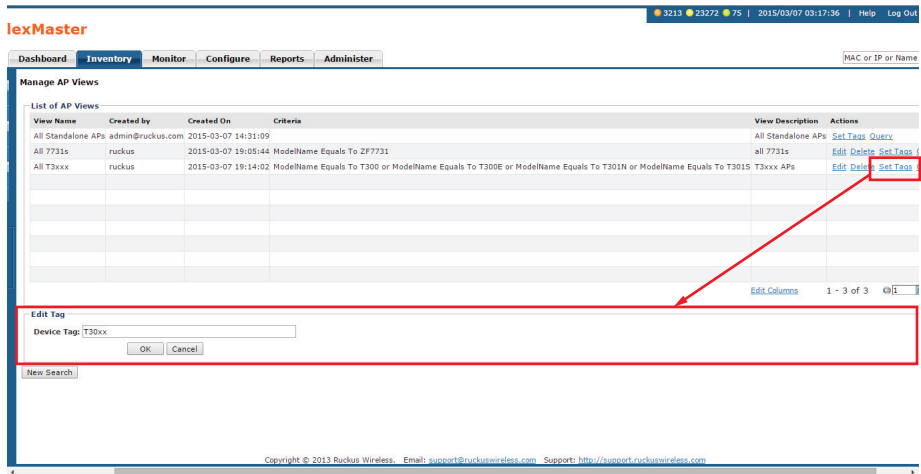 3213 23272 75 | 2015/03/07 03:17:36 | Help Log Out
lexMaster
Dashboard Inventory Monitor Configure Reports Administer MAC or IP or Name
Manage AP Views
List of AP Views
View Name Created by Created On Criteria View Description Actions
All Standalone APs admin@ruckus.com 2015-03-07 14:31:09 All Standalone APs Set Tags Query
All 7731s ruckus 2015-03-07 19:05:44 ModelName Equals To ZF7731 all 7731s Edit Delete Set Tags
All T3xxx ruckus 2015-03-07 19:14:02 ModelName Equals To T300 or ModelName Equals To T300E or ModelName Equals To T301N or ModelName Equals To T301S T3xxx APs Edit Delete Set Tags
Edit Columns 1 - 3 of 3 1
Edit Tag
Device Tag: T30xx
OK Cancel
New Search
Copyright © 2013 Ruckus Wireless. Email: support@ruckuswireless.com Support: http://support.ruckuswireless.com